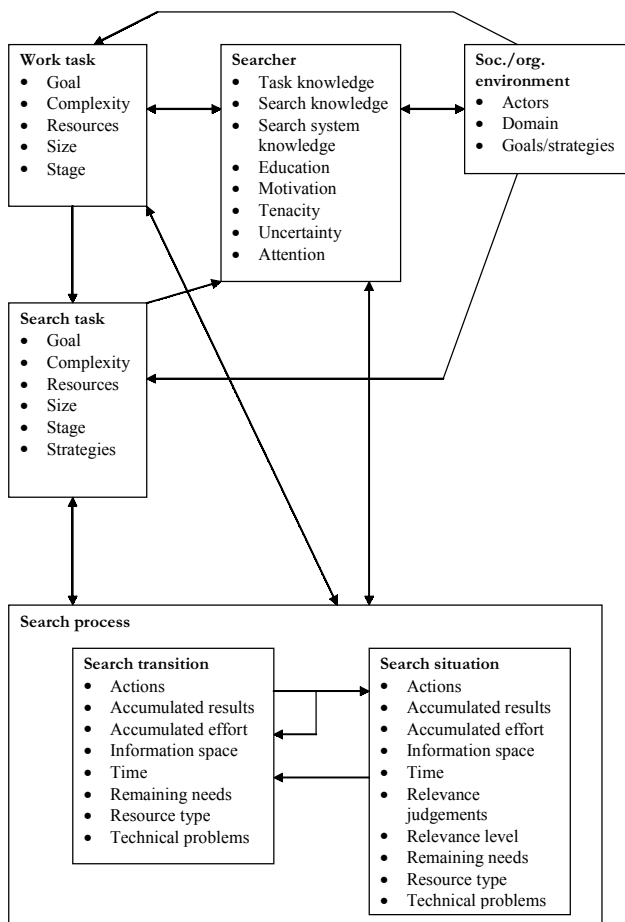 Work task
Goal
Complexity
Resources
Size
Stage
Searcher
Task knowledge
Search knowledge
Search system
knowledge
Education
Motivation
Tenacity
Uncertainty
Attention
Soc./org.
environment
Actors
Domain
Goals/strategies
Search task
Goal
Complexity
Resources
Size
Stage
Strategies
Search process
Search transition
Actions
Accumulated results
Accumulated effort
Information space
Time
Remaining needs
Resource type
Technical problems
Search situation
Actions
Accumulated results
Accumulated effort
Information space
Time
Relevance
judgements
Relevance level
Remaining needs
Resource type
Technical problems